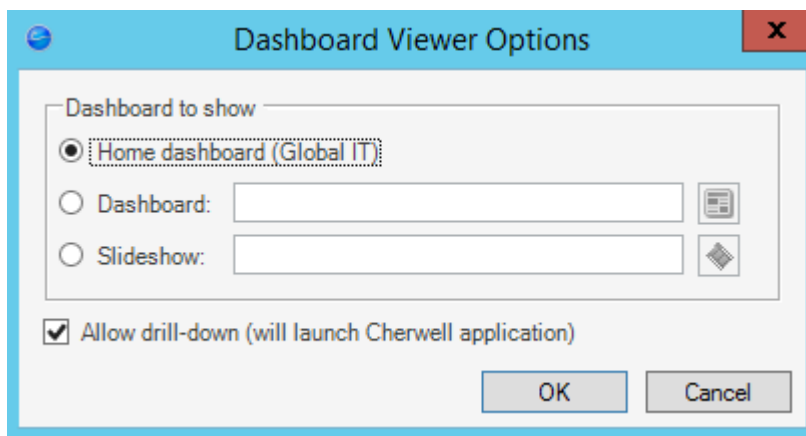 Dashboard Viewer Options
x
Dashboard to show
Home dashboard (Global IT)
Dashboard:
Slideshow:
Allow drill-down (will launch Cherwell application)
OK Cancel